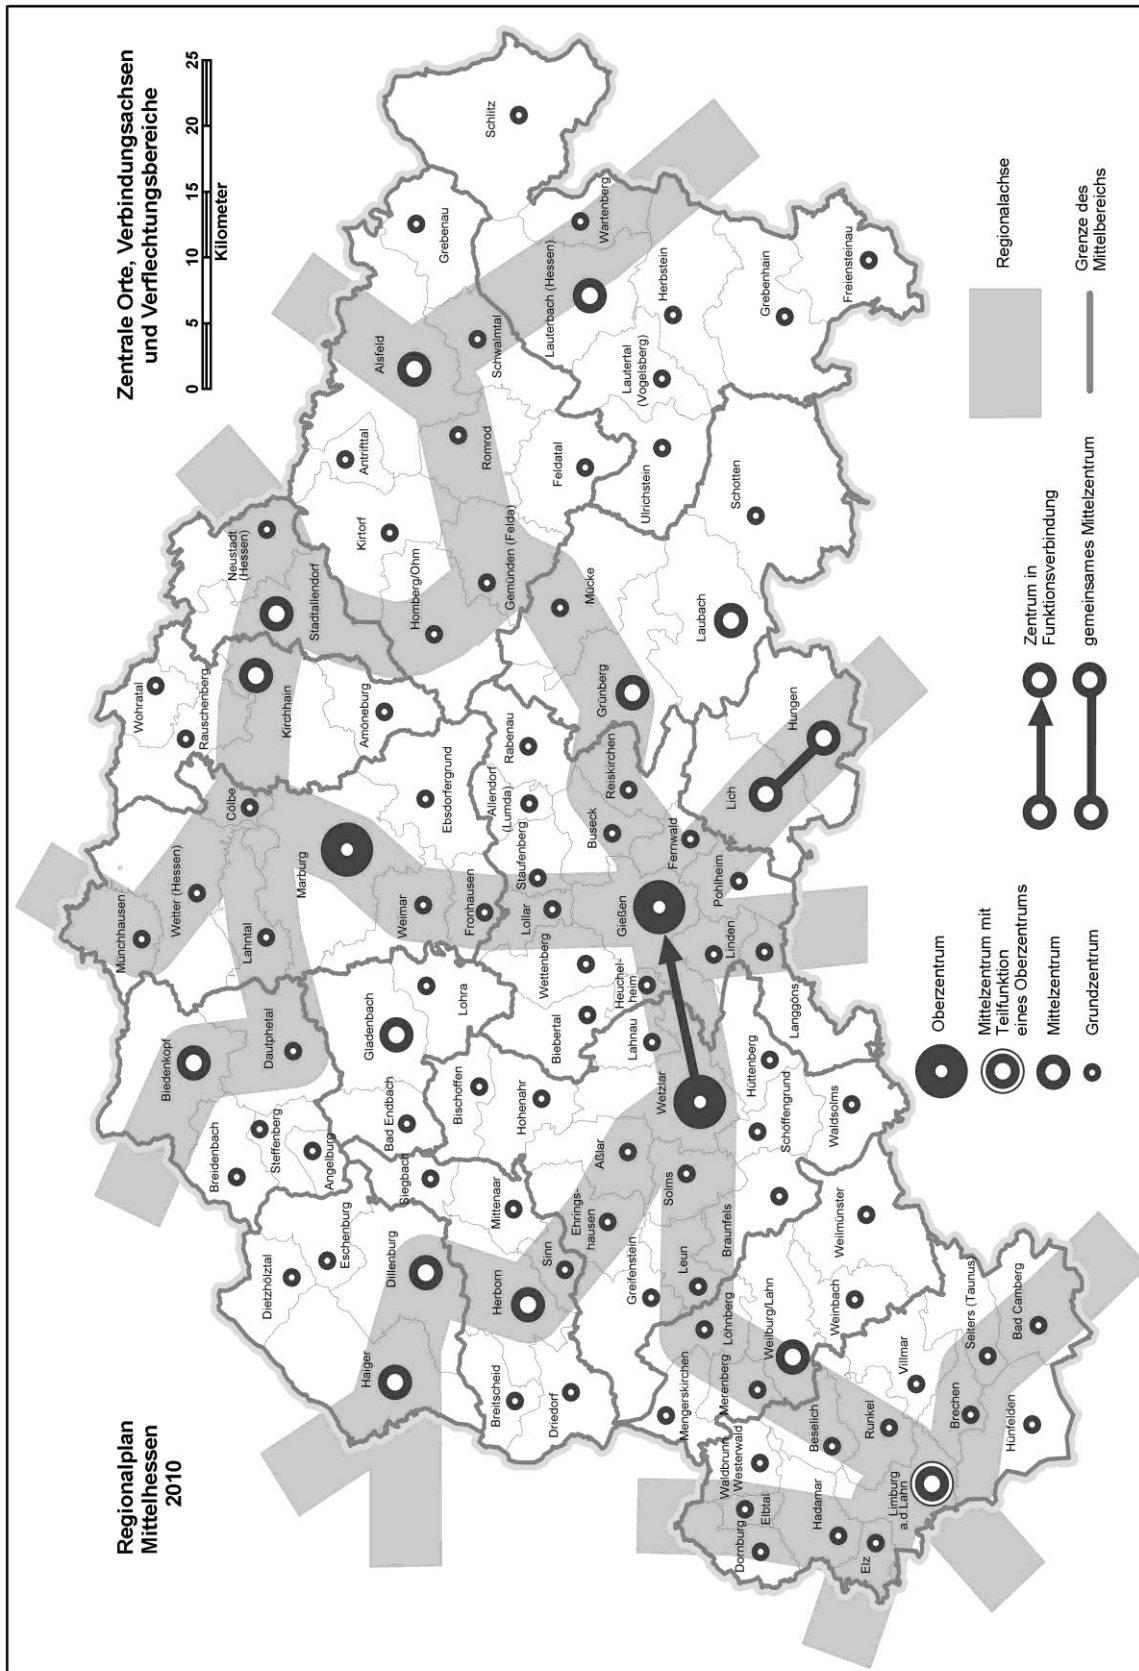 Regionalplan
Mittelhessen
2010
Zentrale Orte, Verbindungsachsen
und Verflechtungsbereiche
0
5
10
15
20
25
Kilometer
Münchhausen
Wohratal
Rauschenberg
Wetter (Hessen)
Biedenkopf
Cölbe
Neustadt
(Hessen)
Breidenbach
Steffenberg
Lahntal
Kirchhain
Stadtallendorf
Dautphetal
Angelburg
Dietzhölztal
Eschenburg
Marburg
Antrifttal
Alsfeld
Grebenau
Schlitz
Amöneburg
Kirtorf
Haiger
Dillenburg
Gladenbach
Bad Endbach
Siegbach
Lohra
Weimar
Ebsdorfergrund
Homberg/Ohm
Romrod
Schwalmtal
Bischoffen
Fronhausen
Gemünden (Felda)
Breitscheid
Herborn
Mittenaar
Hohenahr
Allendorf
(Lumda)
Rabenau
Staufenberg
Lollar
Driedorf
Sinn
Wettenberg
Biebertal
Mücke
Feldatal
Lauterbach (Hessen)
Wartenberg
Ehrings-
hausen
Aßlar
Buseck
Reiskirchen
Grünberg
Heuchel-
heim
Gießen
Lahnau
Greifenstein
Ulrichstein
Lautertal
(Vogelsberg)
Herbstein
Mengerskirchen
Leun
Solms
Wetzlar
Fernwald
Löhnberg
Merenberg
Braunfels
Linden
Pohlheim
Laubach
Schotten
Waldbrunn
Westerwald
Elbtal
Dornburg
Weilburg/Lahn
Schöffengrund
Hüttenberg
Langgöns
Lich
Hungen
Grebenhain
Hadamar
Beselich
Weinbach
Weilmünster
Waldsolms
Freiensteinau
Elz
Runkel
Villmar
Limburg
a.d.Lahn
Brechen
Selters (Taunus)
Hünfelden
Bad Camberg
Oberzentrum
Mittelzentrum mit
Teilfunktion
eines Oberzentrums
Mittelzentrum
Grundzentrum
Zentrum in
Funktionsverbindung
gemeinsames Mittelzentrum
Regionalachse
Grenze des
Mittelbereichs